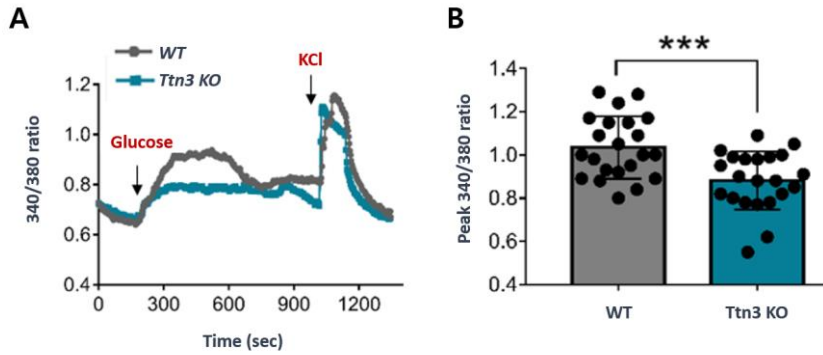 A
WT
Ttn3 KO
KCl
Glucose
1.2
1.0
0.8
0.6
0.4
340/380 ratio
0
300
600
900
1200
Time (sec)
B
***
1.4
1.2
1.0
0.8
0.6
0.4
Peak 340/380 ratio
WT
Ttn3 KO